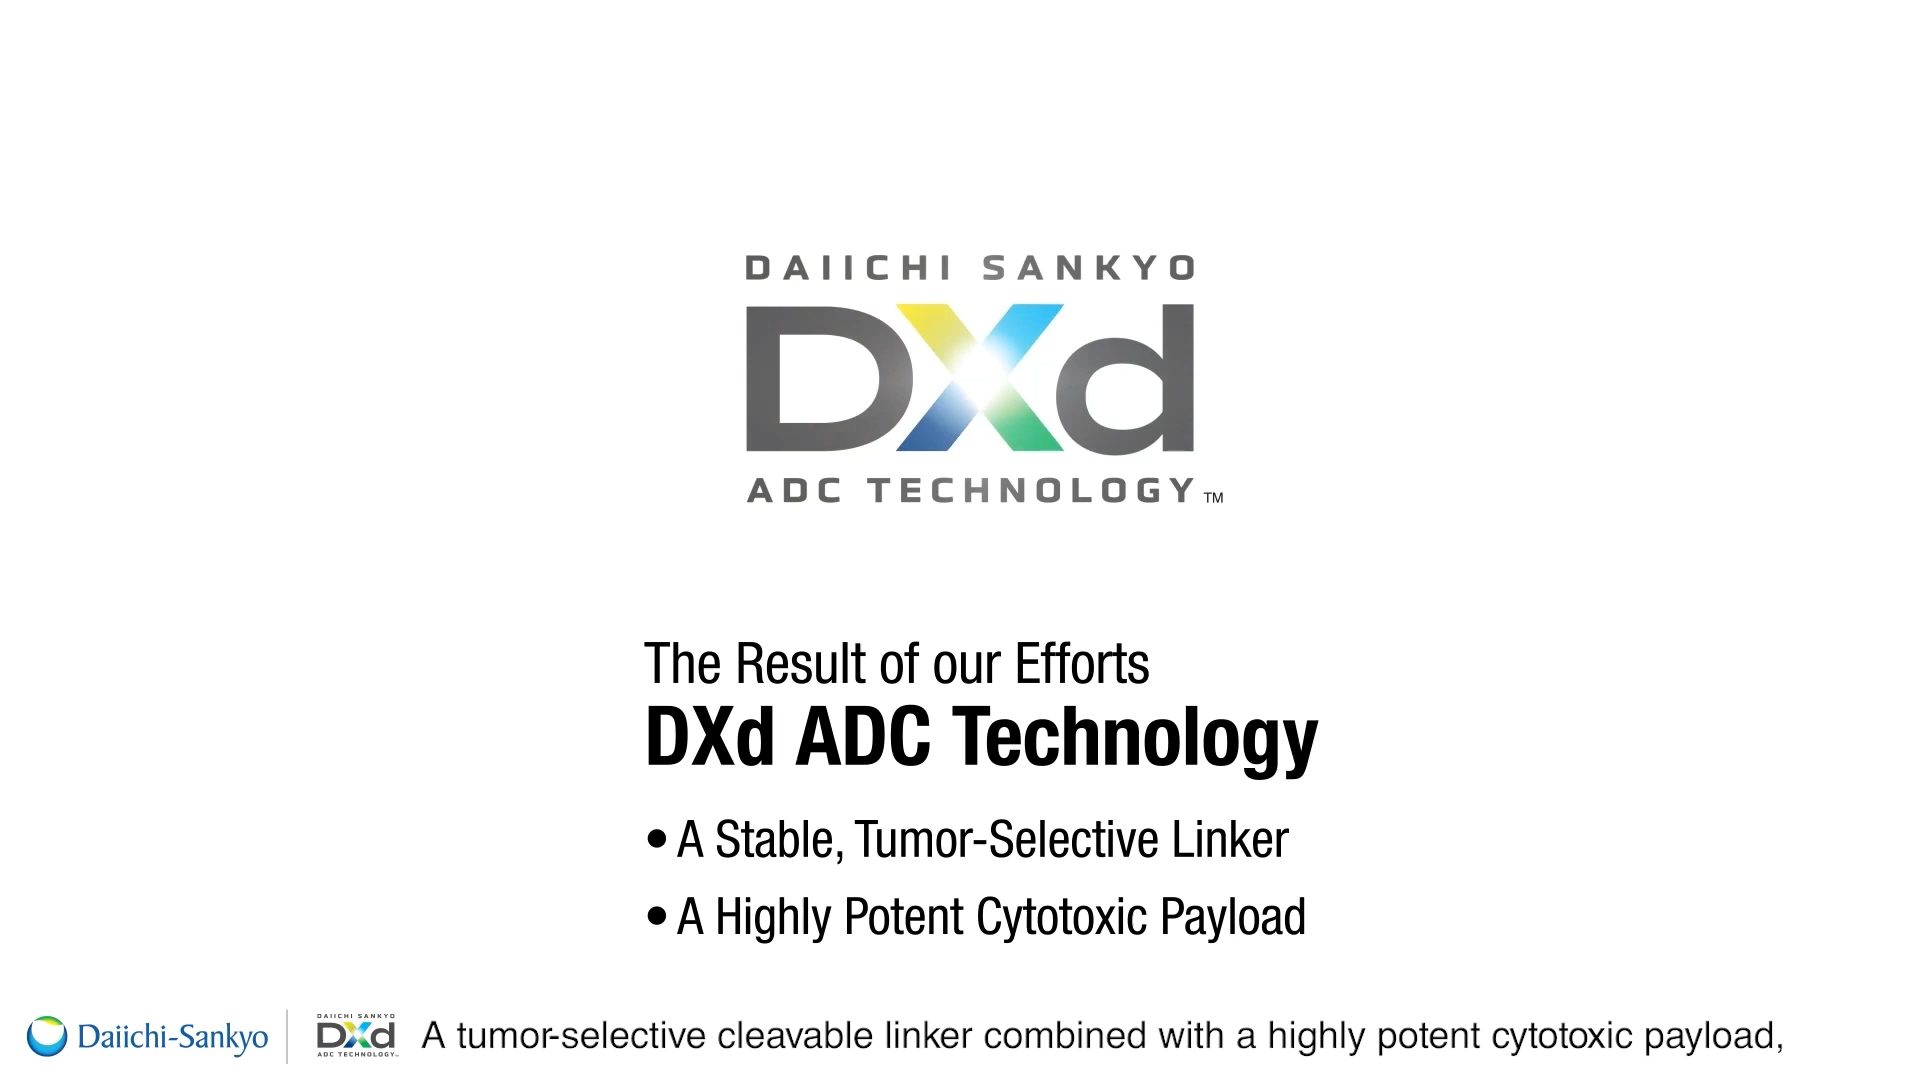 DAIICHI SANKYO
DXd
ADC TECHNOLOGY™
The Result of our Efforts
DXd ADC Technology
• A Stable, Tumor-Selective Linker
• A Highly Potent Cytotoxic Payload
Daiichi-Sankyo
DAIICHI SANKYO
DXd
ADC TECHNOLOGY™
A tumor-selective cleavable linker combined with a highly potent cytotoxic payload,